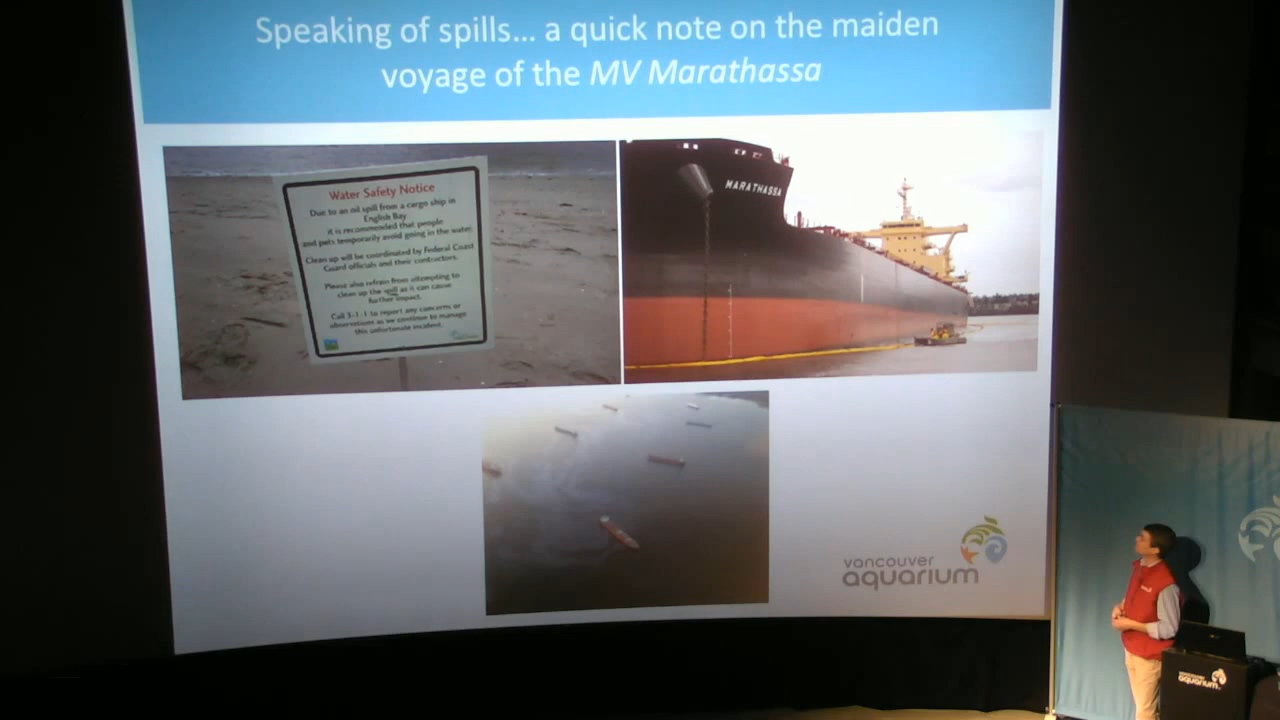 Speaking of spills... a quick note on the maiden
voyage of the MV Marathassa
Water Safety Notice
Due to an oil spill from a cargo ship in
English Bay
it is recommended that people
and pets temporarily avoid going in the water.
Clean up will be coordinated by Federal Coast
Guard officials and their contractors.
Please also refrain from attempting to
clean up the spill as it can cause
further impact.
Call 3-1-1 to report any concerns or
observations as we continue to manage
this unfortunate incident.
MARATHASSA
vancouver
aquarium
vancouver
aquarium